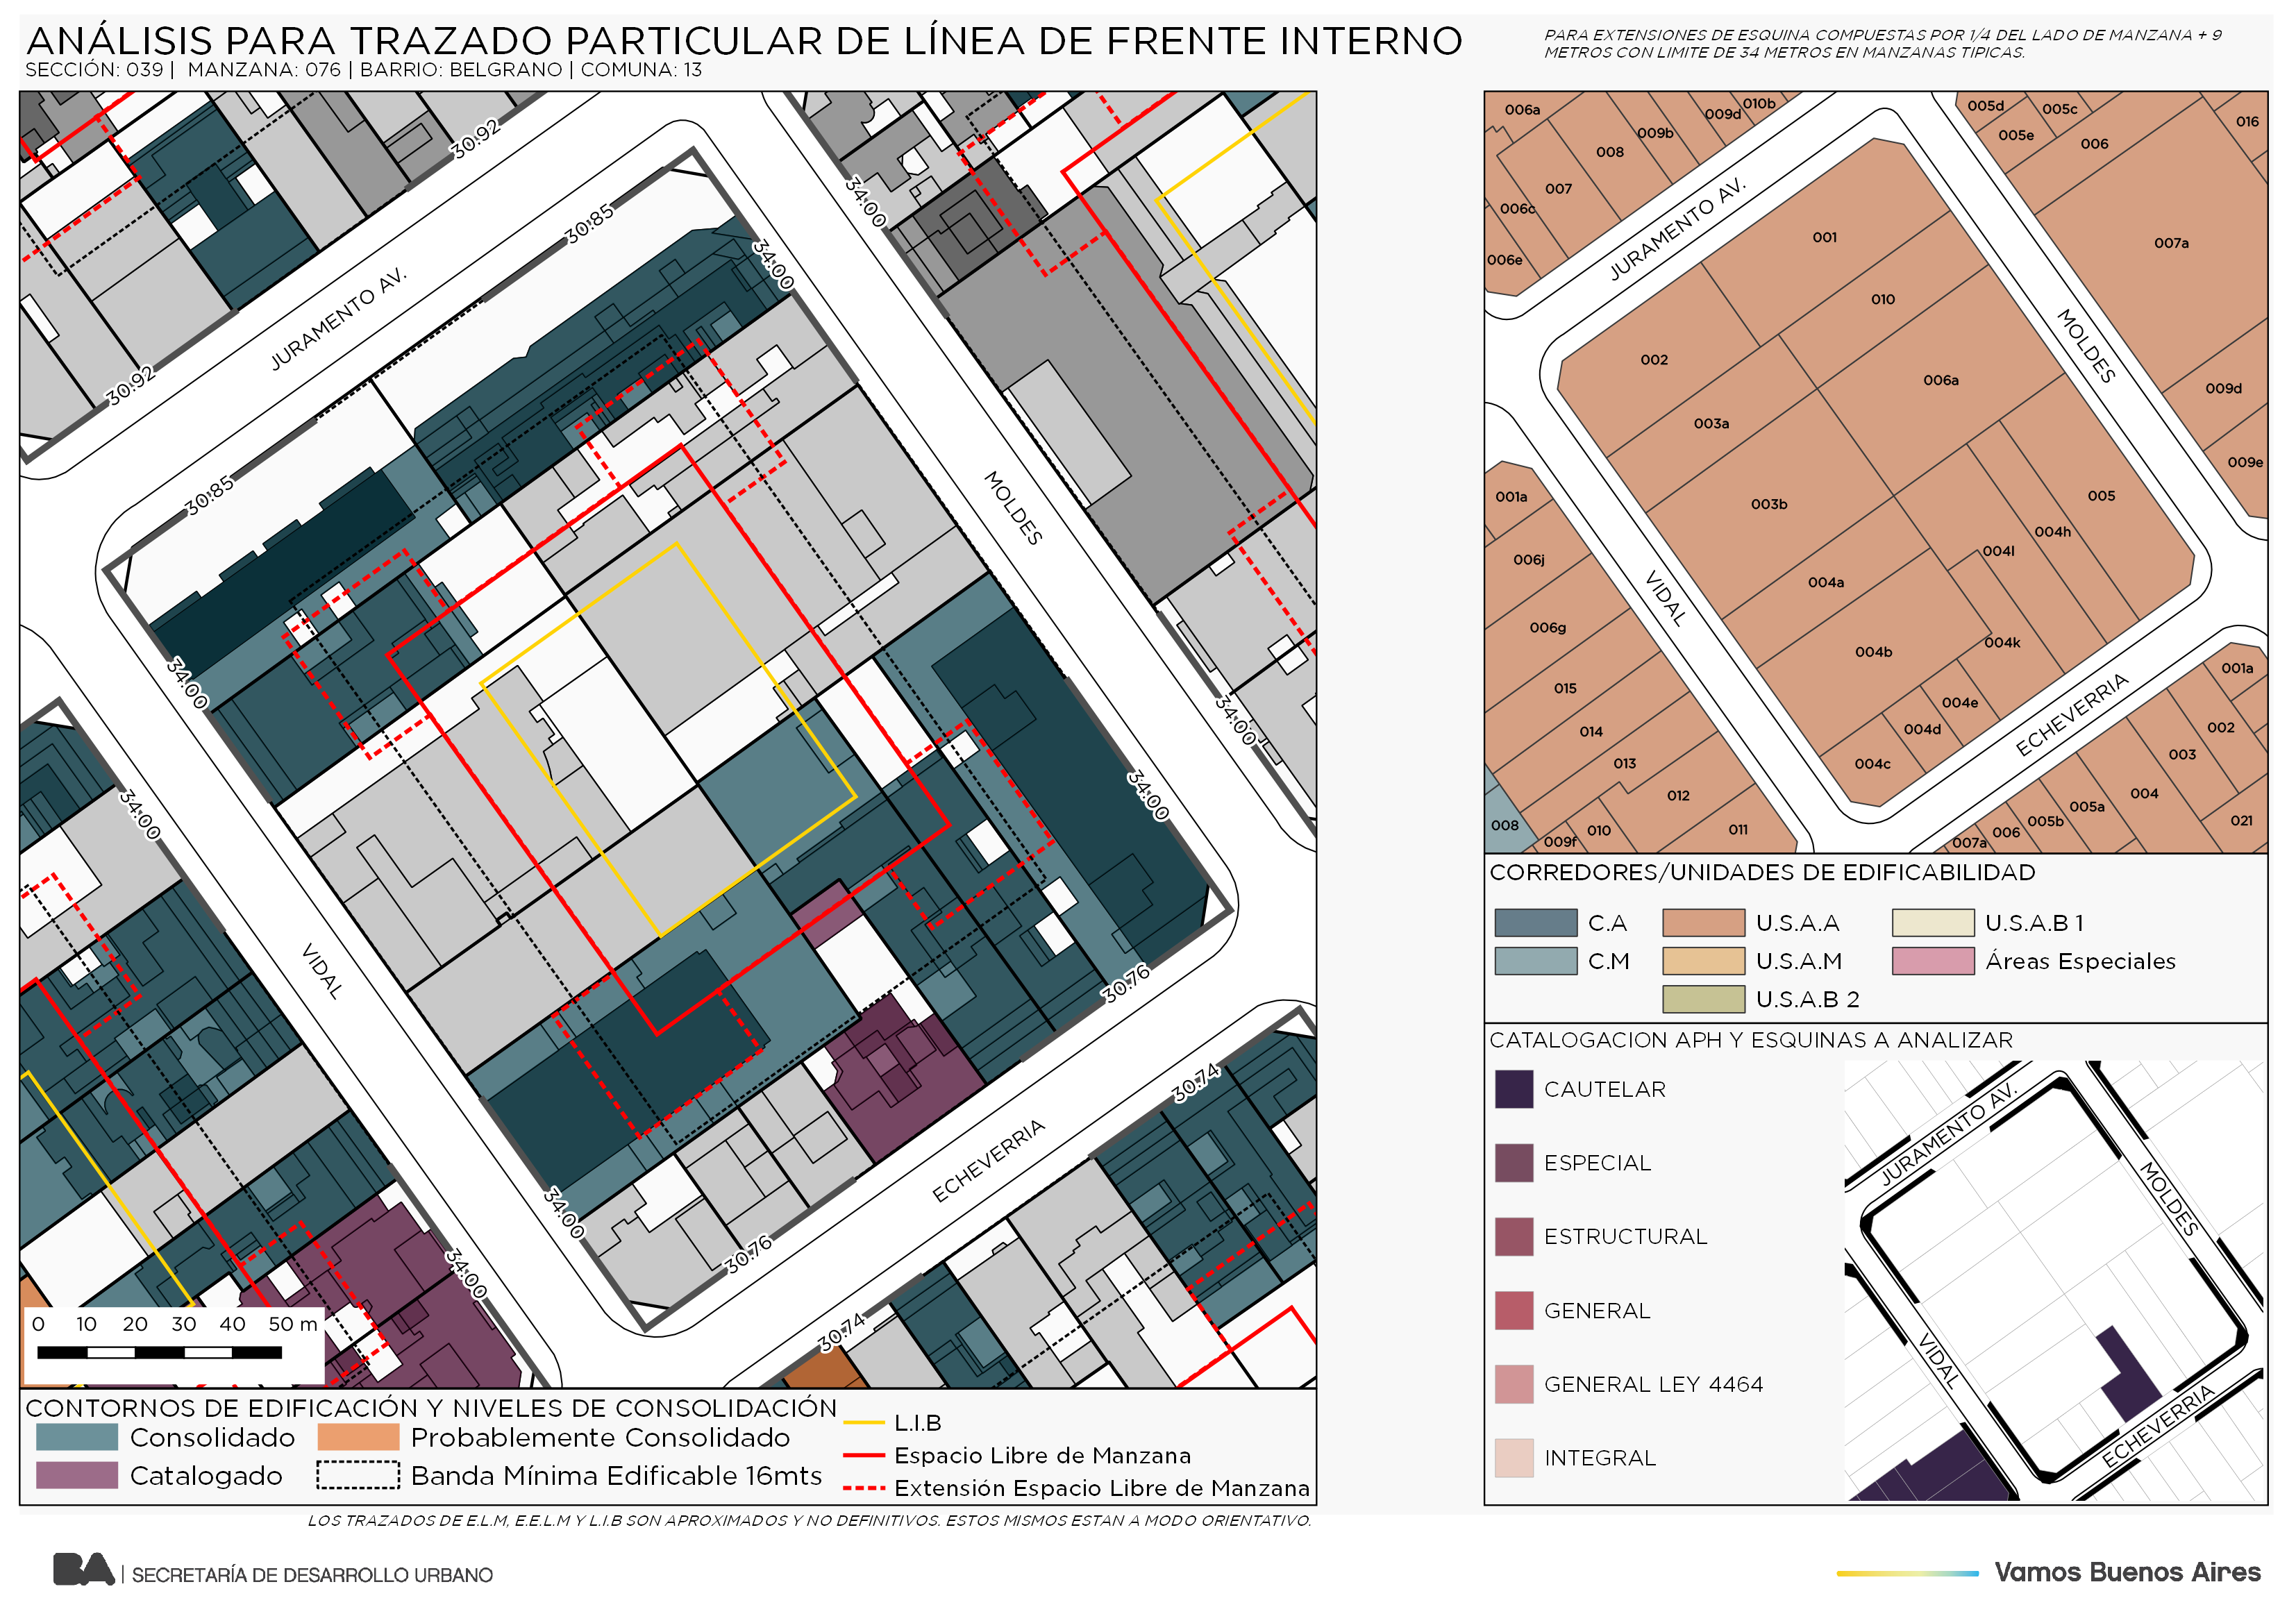 ANÁLISIS PARA TRAZADO PARTICULAR DE LÍNEA DE FRENTE INTERNO
SECCIÓN: 039 | MANZANA: 076 | BARRIO: BELGRANO | COMUNA: 13
PARA EXTENSIONES DE ESQUINA COMPUESTAS POR 1/4 DEL LADO DE MANZANA + 9
METROS CON LIMITE DE 34 METROS EN MANZANAS TIPICAS.
30.92
30.92
JURAMENTO AV.
30.85
30.85
34.00
34.00
34.00
34.00
MOLDES
34.00
34.00
VIDAL
34.00
34.00
30.76
30.76
ECHEVERRIA
30.74
30.74
0 10 20 30 40 50 m
CONTORNOS DE EDIFICACIÓN Y NIVELES DE CONSOLIDACIÓN
Consolidado
Probablemente Consolidado
Catalogado
Banda Mínima Edificable 16mts
L.I.B
Espacio Libre de Manzana
Extensión Espacio Libre de Manzana
LOS TRAZADOS DE E.L.M, E.E.L.M Y L.I.B SON APROXIMADOS Y NO DEFINITIVOS. ESTOS MISMOS ESTAN A MODO ORIENTATIVO.
006a
008
009b
009d
010b
007
006c
006e
005d
005c
005e
006
016
007a
009d
009e
JURAMENTO AV.
001
010
002
006a
003a
003b
005
004h
004l
004a
004k
004b
004e
004d
004c
MOLDES
VIDAL
ECHEVERRIA
001a
006j
006g
015
014
013
012
011
010
009f
008
001a
002
003
004
005a
005b
006
007a
021
CORREDORES/UNIDADES DE EDIFICABILIDAD
C.A
U.S.A.A
U.S.A.B 1
C.M
U.S.A.M
Áreas Especiales
U.S.A.B 2
CATALOGACION APH Y ESQUINAS A ANALIZAR
CAUTELAR
ESPECIAL
ESTRUCTURAL
GENERAL
GENERAL LEY 4464
INTEGRAL
JURAMENTO AV.
MOLDES
VIDAL
ECHEVERRIA
BA | SECRETARÍA DE DESARROLLO URBANO
Vamos Buenos Aires